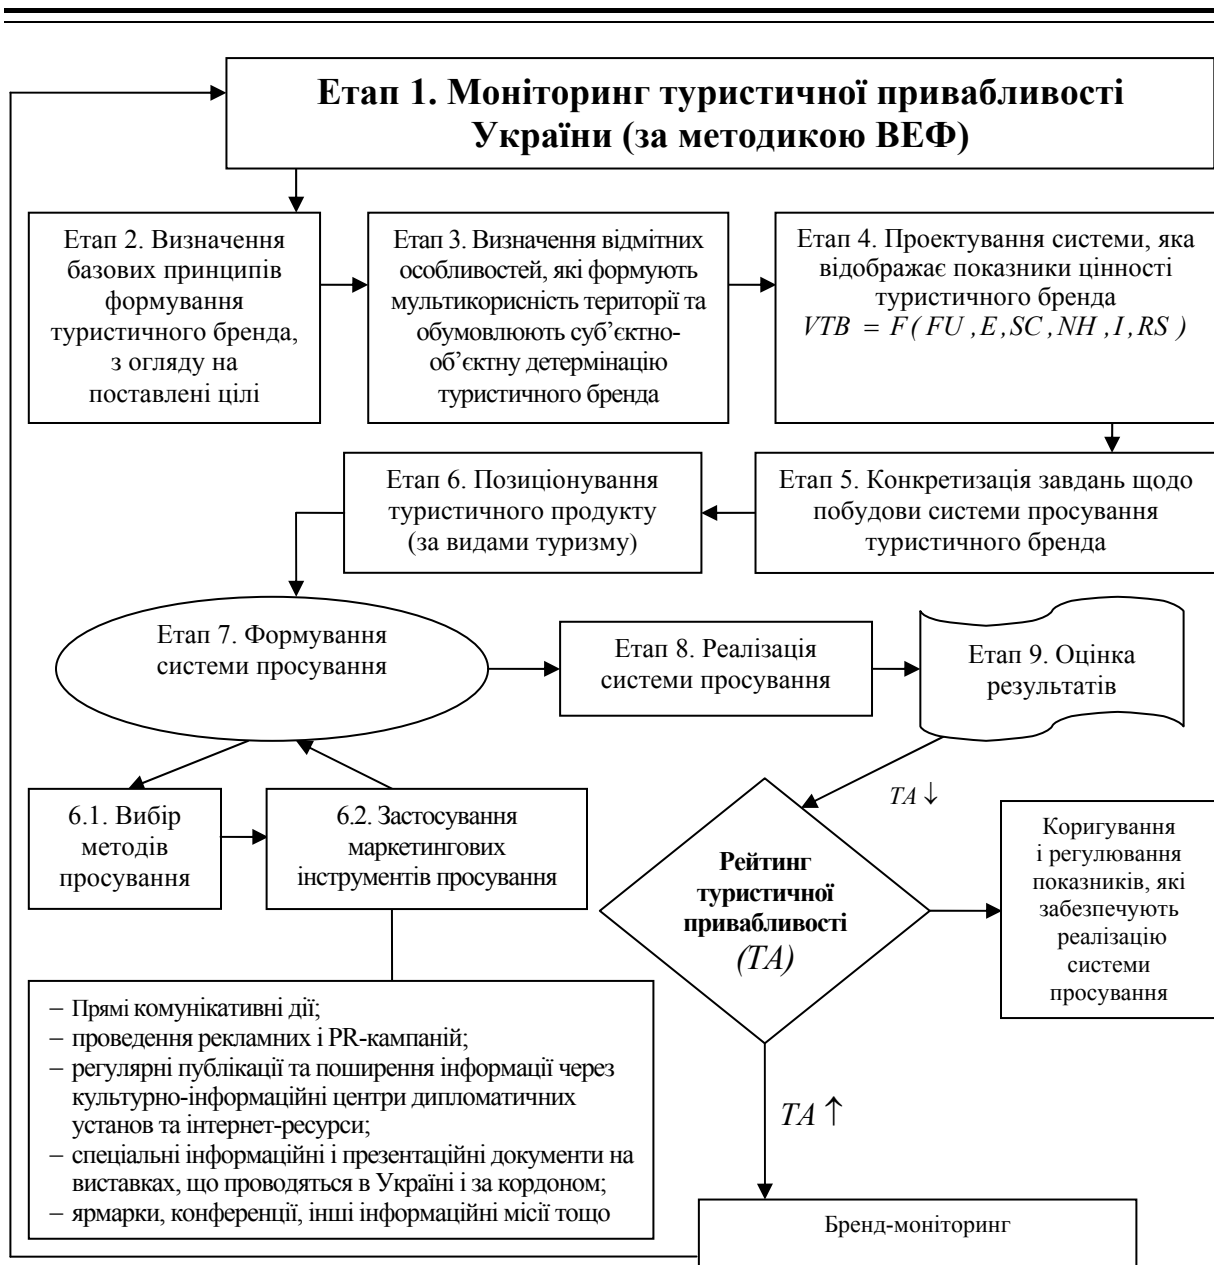 Етап 1. Моніторинг туристичної привабливості
України (за методикою ВЕФ)
Етап 2. Визначення
базових принципів
формування
туристичного бренда,
з огляду на
поставлені цілі
Етап 3. Визначення відмітних
особливостей, які формують
мультикорисність території та
обумовлюють суб’єктно-
об’єктну детермінацію
туристичного бренда
Етап 4. Проектування системи, яка
відображає показники цінності
туристичного бренда
VTB = F( FU ,E,SC,NH ,I,RS )
Етап 5. Конкретизація завдань щодо
побудови системи просування
туристичного бренда
Етап 6. Позиціонування
туристичного продукту
(за видами туризму)
Етап 7. Формування
системи просування
Етап 8. Реалізація
системи просування
Етап 9. Оцінка
результатів
6.1. Вибір
методів
просування
6.2. Застосування
маркетингових
інструментів просування
TA ↓
Рейтинг
туристичної
привабливості
(TA)
Коригування
і регулювання
показників, які
забезпечують
реалізацію
системи
просування
– Прямі комунікативні дії;
– проведення рекламних і PR-кампаній;
– регулярні публікації та поширення інформації через
культурно-інформаційні центри дипломатичних
установ та інтернет-ресурси;
– спеціальні інформаційні і презентаційні документи на
виставках, що проводяться в Україні і за кордоном;
– ярмарки, конференції, інші інформаційні місії тощо
TA ↑
Бренд-моніторинг